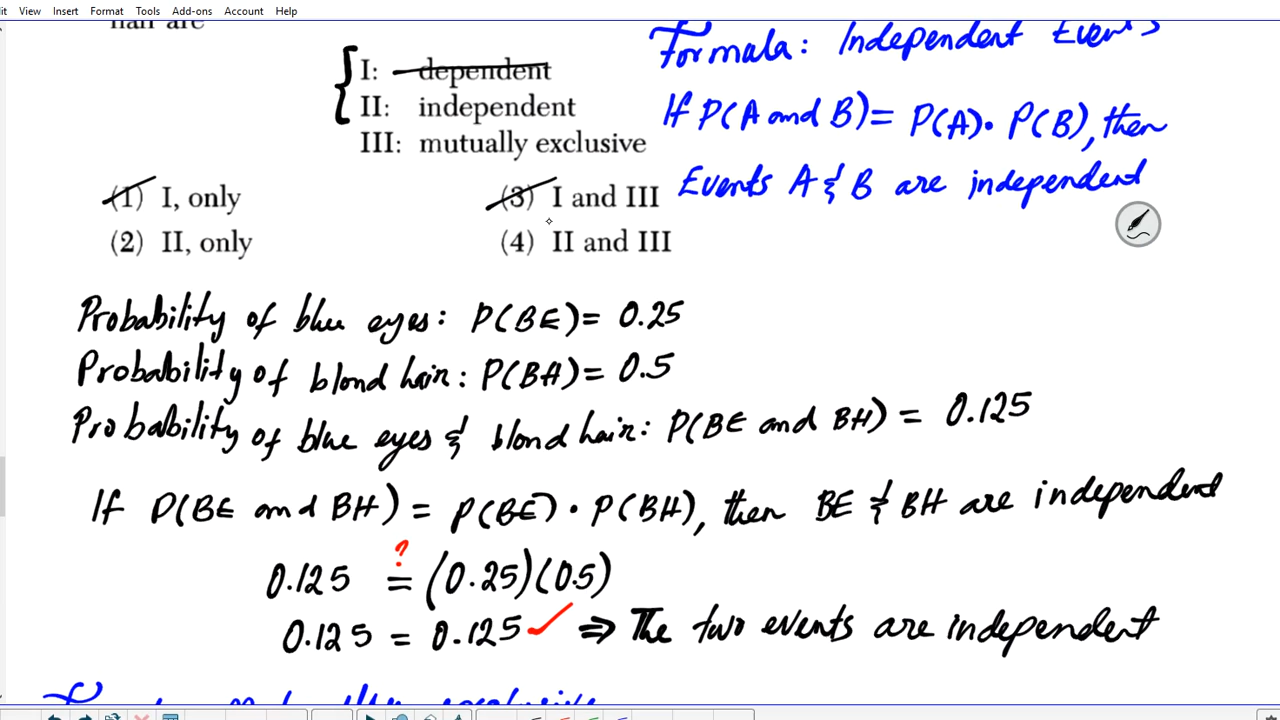 View Insert Format Tools Add-ons Account Help
hair are
Formula: Independent Events
I: dependent
II: independent
III: mutually exclusive
If P(A and B) = P(A) • P(B), then
Events A & B are independent
(1) I, only
(3) I and III
(2) II, only
(4) II and III
Probability of blue eyes: P(BE) = 0.25
Probability of blond hair: P(BH) = 0.5
Probability of blue eyes & blond hair: P(BE and BH) = 0.125
If P(BE and BH) = P(BE) • P(BH), then BE & BH are independent
0.125 ?= (0.25)(0.5)
0.125 = 0.125 ✓ ⇒ The two events are independent
exclusive